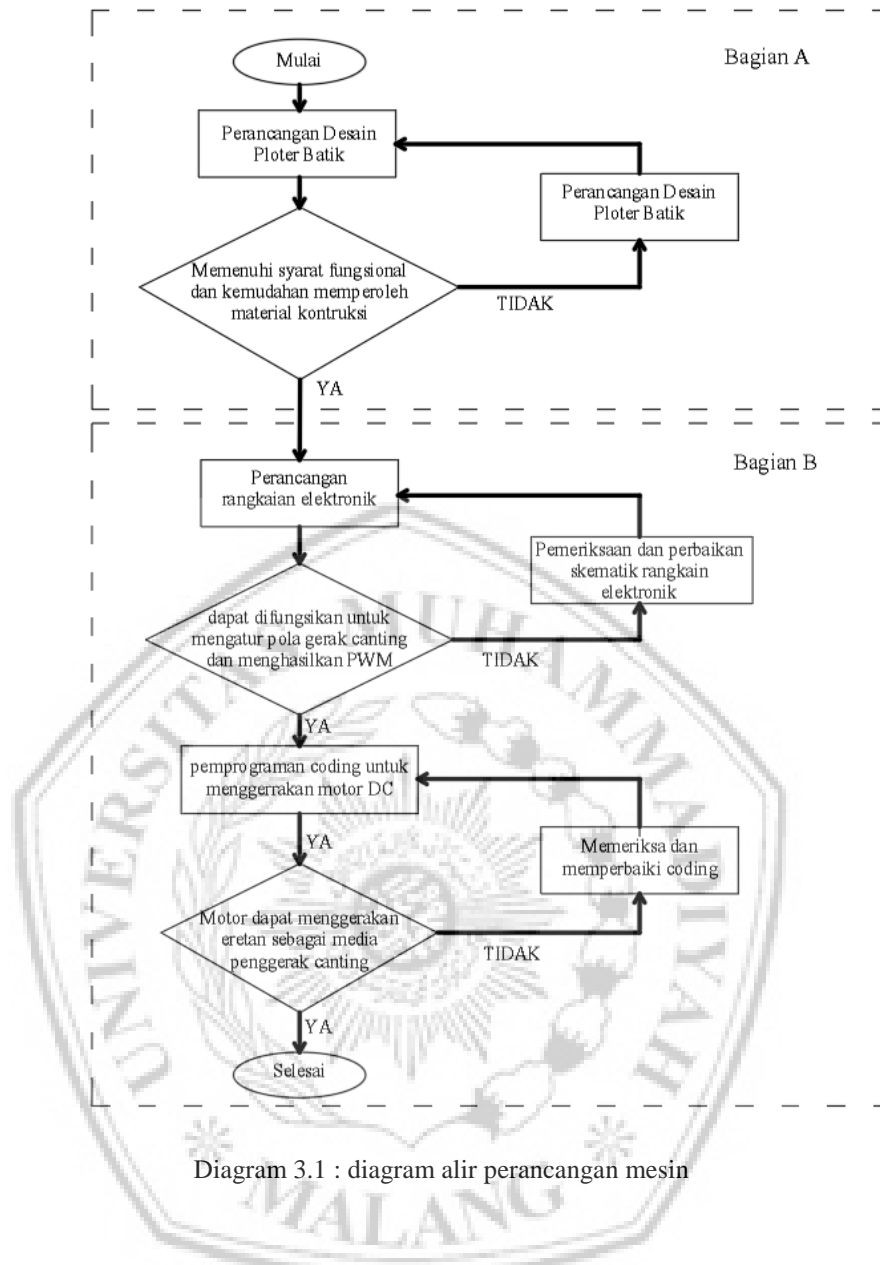 Bagian A
Mulai
Perancangan Desain
Ploter Batik
Perancangan Desain
Ploter Batik
Memenuhi syarat fungsional
dan kemudahan memperoleh
material kontruksi
TIDAK
YA
Bagian B
Perancangan
rangkaian elektronik
Pemeriksaan dan perbaikan
skematik rangkain
elektronik
dapat difungsikan untuk
mengatur pola gerak canting
dan menghasilkan PWM
TIDAK
YA
pemprograman coding untuk
menggerrakan motor DC
YA
Memeriksa dan
memperbaiki coding
Motor dapat menggerakan
eretan sebagai media
penggerak canting
TIDAK
YA
Selesai
Diagram 3.1 : diagram alir perancangan mesin
UNIVERSITAS MUHAMMADIYAH
MALANG